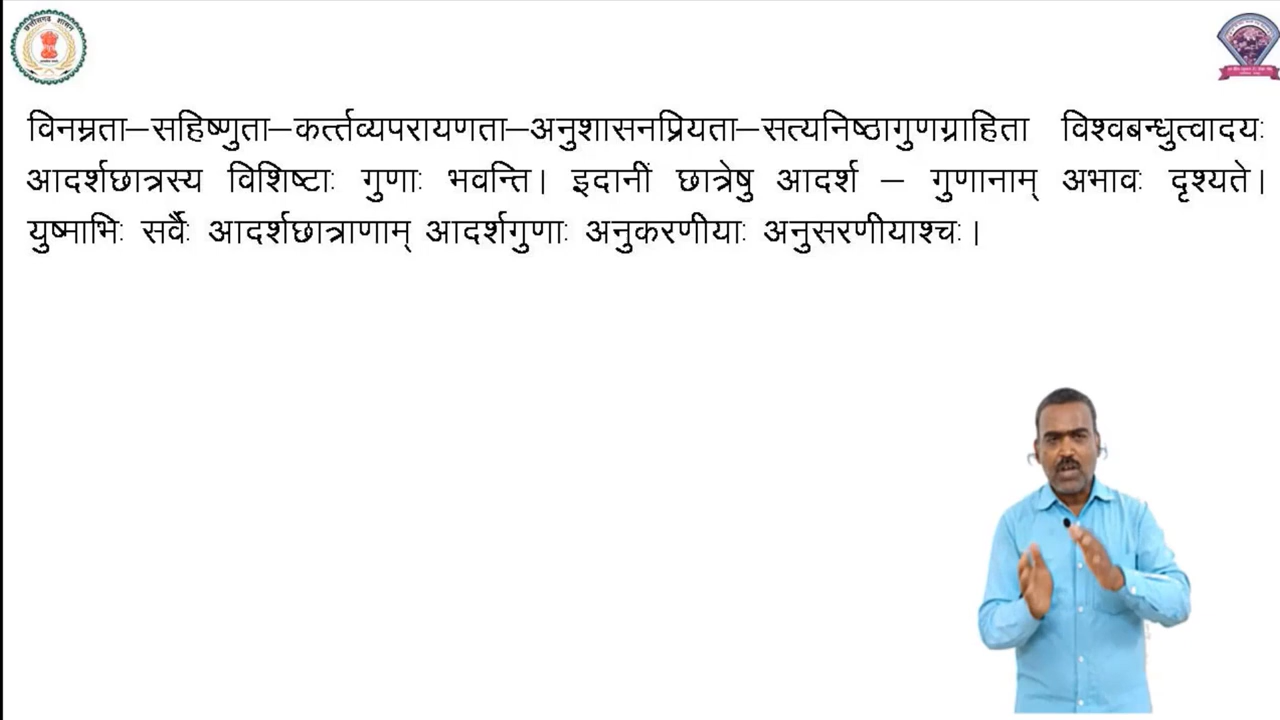 विनम्रता–सहिष्णुता–कर्त्तव्यपरायणता–अनुशासनप्रियता–सत्यनिष्ठागुणग्राहिता विश्वबन्धुत्वादयः
आदर्शछात्रस्य विशिष्टाः गुणाः भवन्ति। इदानीं छात्रेषु आदर्श – गुणानाम् अभावः दृश्यते।
युष्माभिः सर्वैः आदर्शछात्राणाम् आदर्शगुणाः अनुकरणीयाः अनुसरणीयाश्चः।